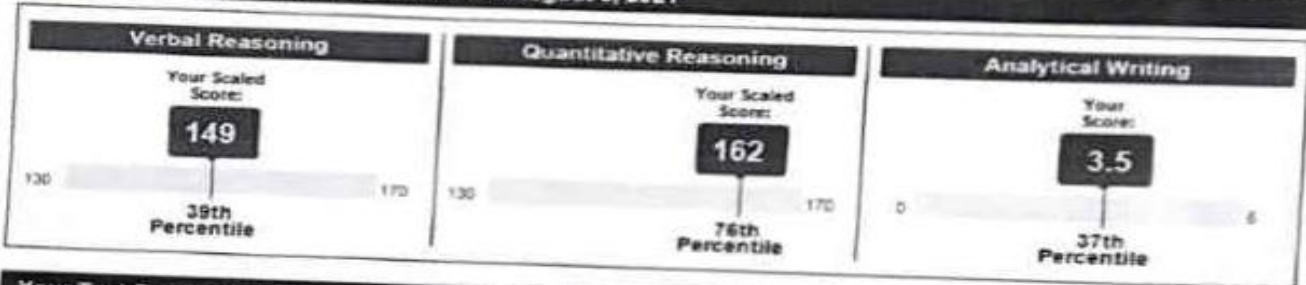 Verbal Reasoning
Your Scaled
Score:
149
130
170
39th
Percentile
Quantitative Reasoning
Your Scaled
Score:
162
130
170
76th
Percentile
Analytical Writing
Your
Score:
3.5
0
6
37th
Percentile